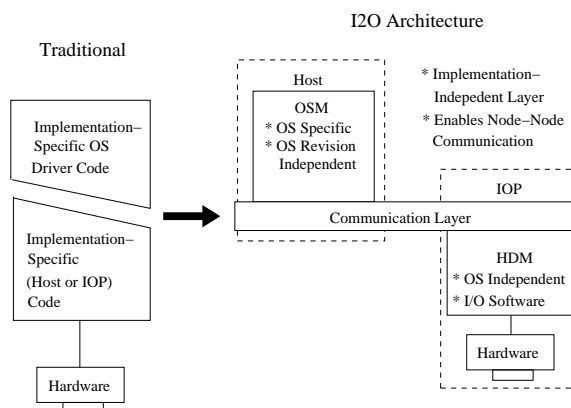 I2O Architecture
Traditional
Implementation–
Specific OS
Driver Code
Implementation–
Specific
(Host or IOP)
Code
Hardware
Host
OSM
* OS Specific
* OS Revision
Independent
* Implementation–
Indepedent Layer
* Enables Node–Node
Communication
Communication Layer
IOP
HDM
* OS Independent
* I/O Software
Hardware